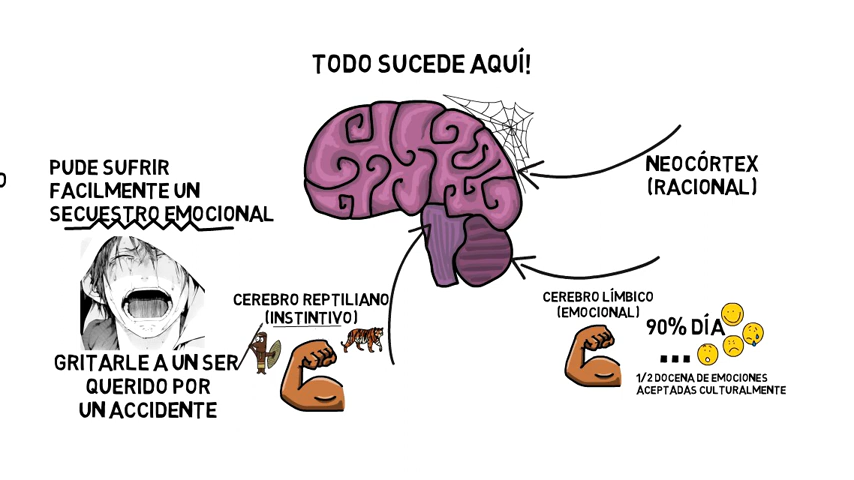 TODO SUCEDE AQUÍ!
O
PUDE SUFRIR
FACILMENTE UN
SECUESTRO EMOCIONAL
NEOCÓRTEX
(RACIONAL)
CEREBRO REPTILIANO
(INSTINTIVO)
CEREBRO LÍMBICO
(EMOCIONAL)
90% DÍA
...
1/2 DOCENA DE EMOCIONES
ACEPTADAS CULTURALMENTE
GRITARLE A UN SER
QUERIDO POR
UN ACCIDENTE